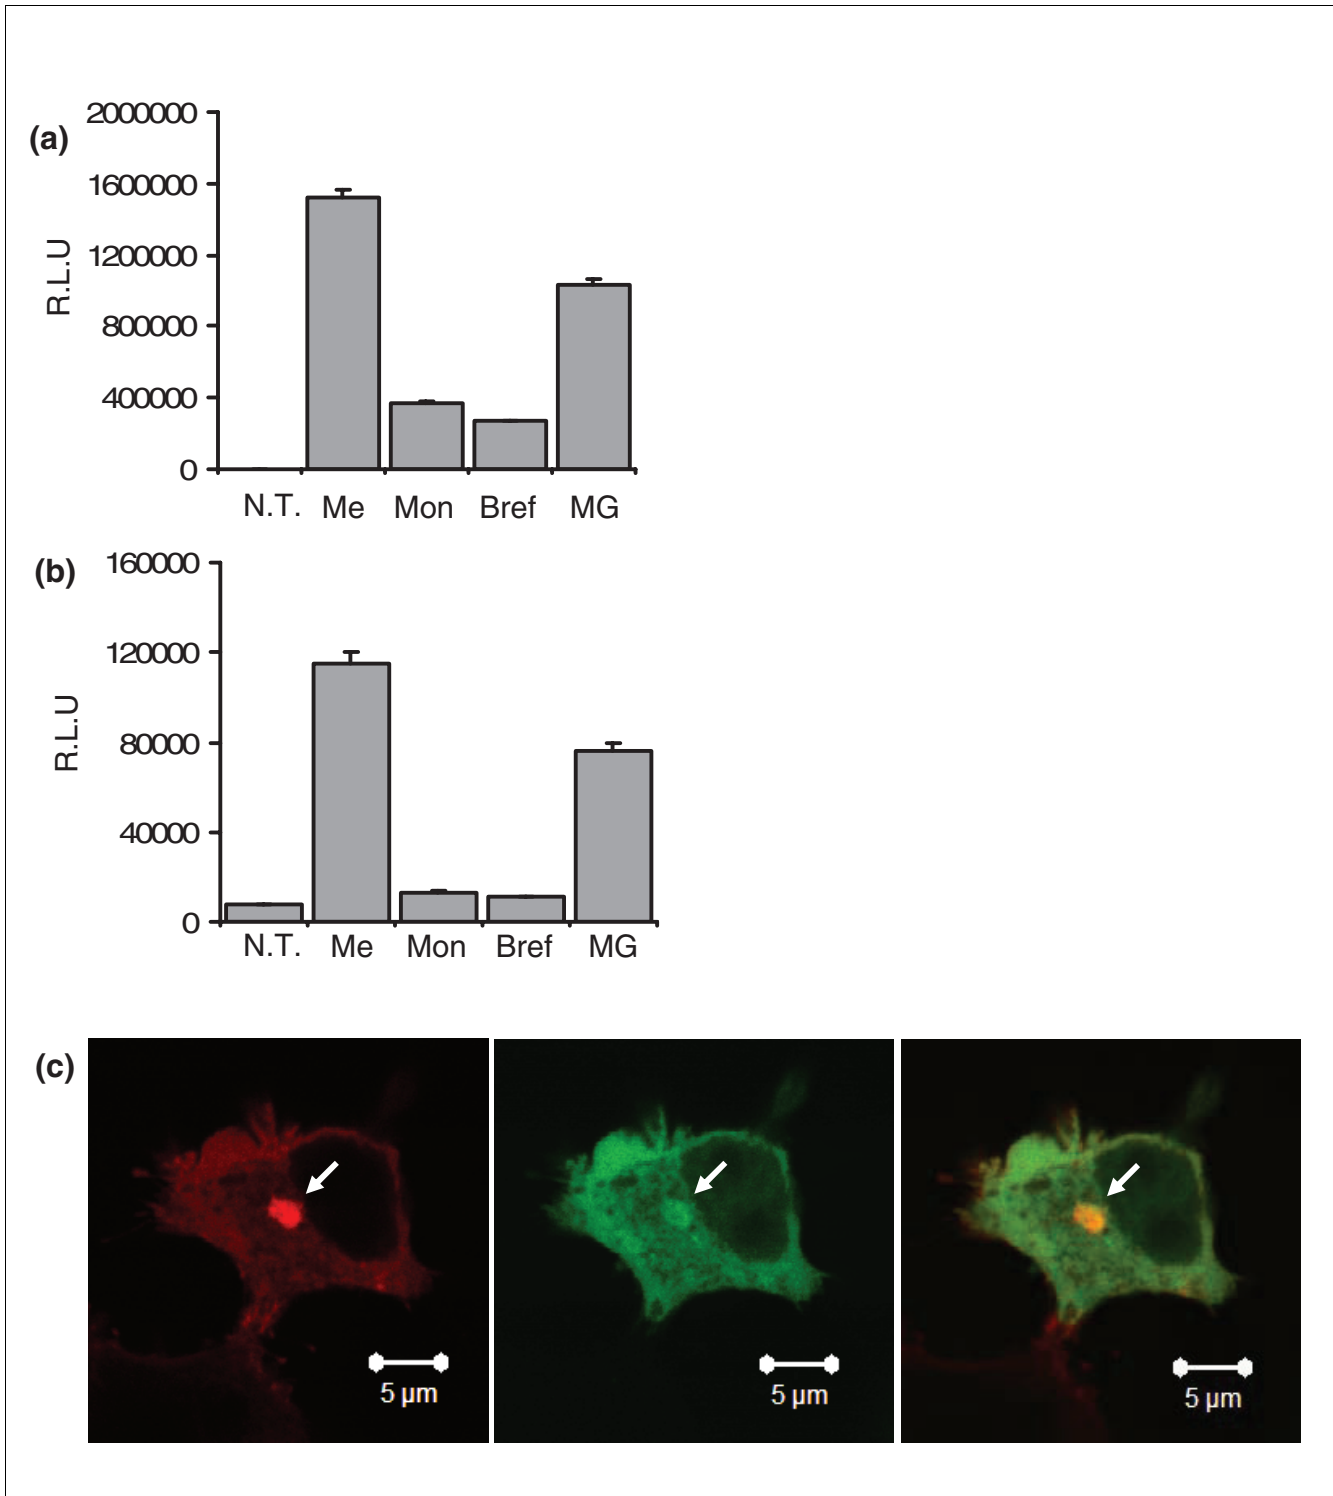 (a)
2000000
1600000
1200000
800000
400000
0
R.L.U
N.T. Me Mon Bref MG
(b)
160000
120000
80000
40000
0
R.L.U
N.T. Me Mon Bref MG
(c)
5 µm 5 µm 5 µm